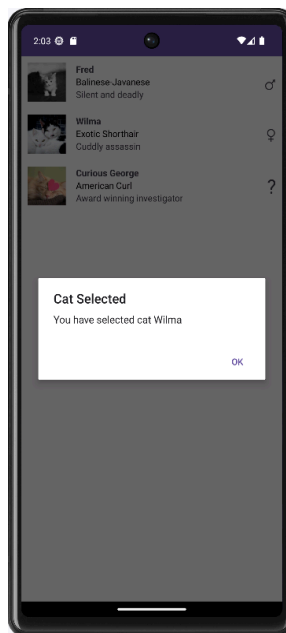 2:03
Fred
Balinese-Javanese
Silent and deadly
♂
Wilma
Exotic Shorthair
Cuddly assassin
♀
Curious George
American Curl
Award winning investigator
?
Cat Selected
You have selected cat Wilma
OK